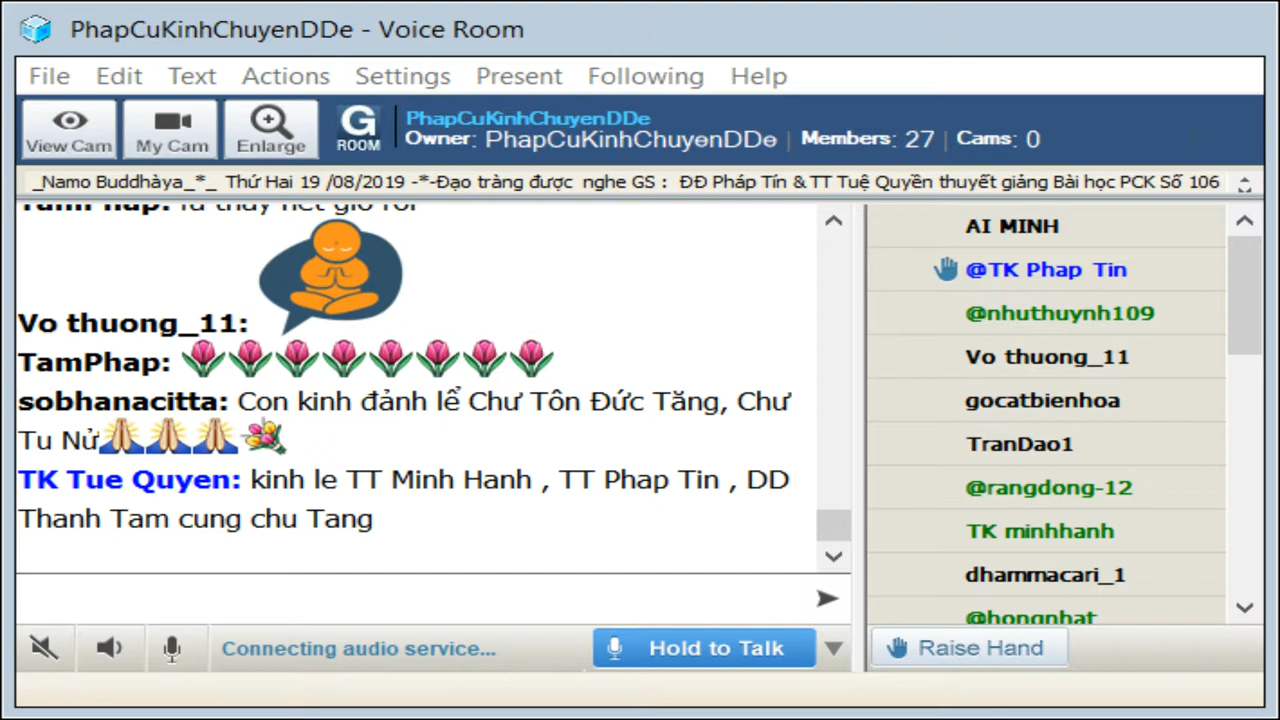 PhapCuKinhChuyenDDe - Voice Room
File Edit Text Actions Settings Present Following Help
View Cam My Cam Enlarge G ROOM
PhapCuKinhChuyenDDe
Owner: PhapCuKinhChuyenDDe | Members: 27 | Cams: 0
_Namo Buddhàya_*_ Thứ Hai 19 /08/2019 -*-Đạo tràng được nghe GS : ĐĐ Pháp Tín & TT Tuệ Quyền thuyết giảng Bài học PCK Số 106
Vo thuong_11:
TamPhap:
sobhanacitta: Con kinh đảnh lể Chư Tôn Đức Tăng, Chư
Tu Nử
TK Tue Quyen: kinh le TT Minh Hanh , TT Phap Tin , DD
Thanh Tam cung chu Tang
AI MINH
@TK Phap Tin
@nhuthuynh109
Vo thuong_11
gocatbienhoa
TranDao1
@rangdong-12
TK minhhanh
dhammacari_1
@hongnhat
Connecting audio service...
Hold to Talk
Raise Hand